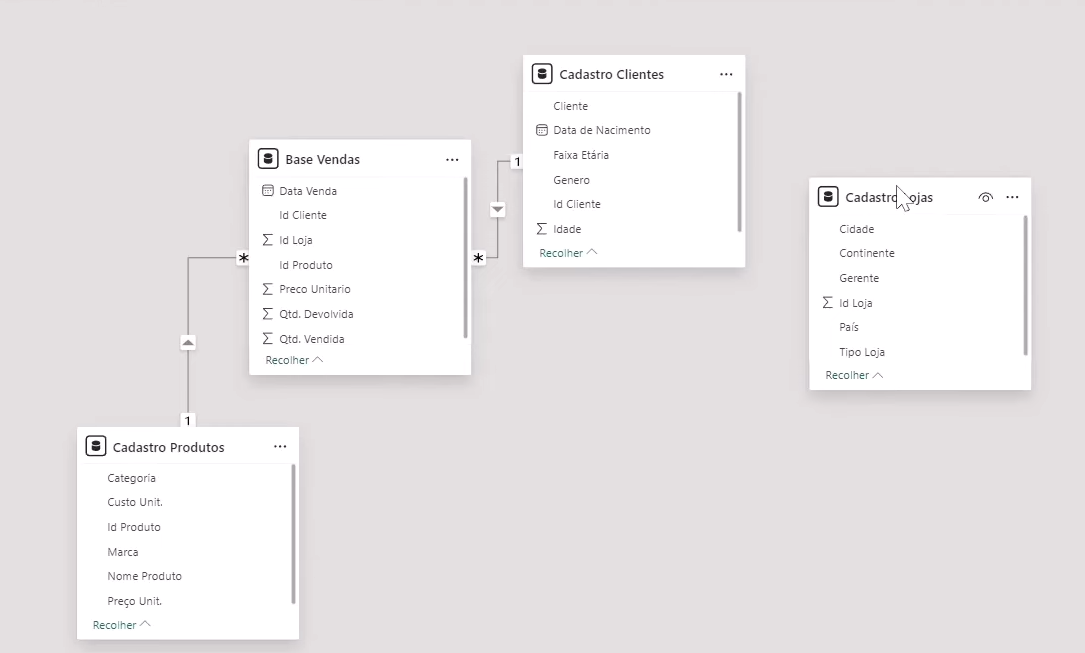 Cadastro Clientes
Cliente
Data de Nacimento
Faixa Etária
Genero
Id Cliente
Idade
Recolher
1
Base Vendas
Data Venda
Id Cliente
Id Loja
Id Produto
Preco Unitario
Qtd. Devolvida
Qtd. Vendida
Recolher
*
*
Cadastro Lojas
Cidade
Continente
Gerente
Id Loja
País
Tipo Loja
Recolher
1
Cadastro Produtos
Categoria
Custo Unit.
Id Produto
Marca
Nome Produto
Preço Unit.
Recolher